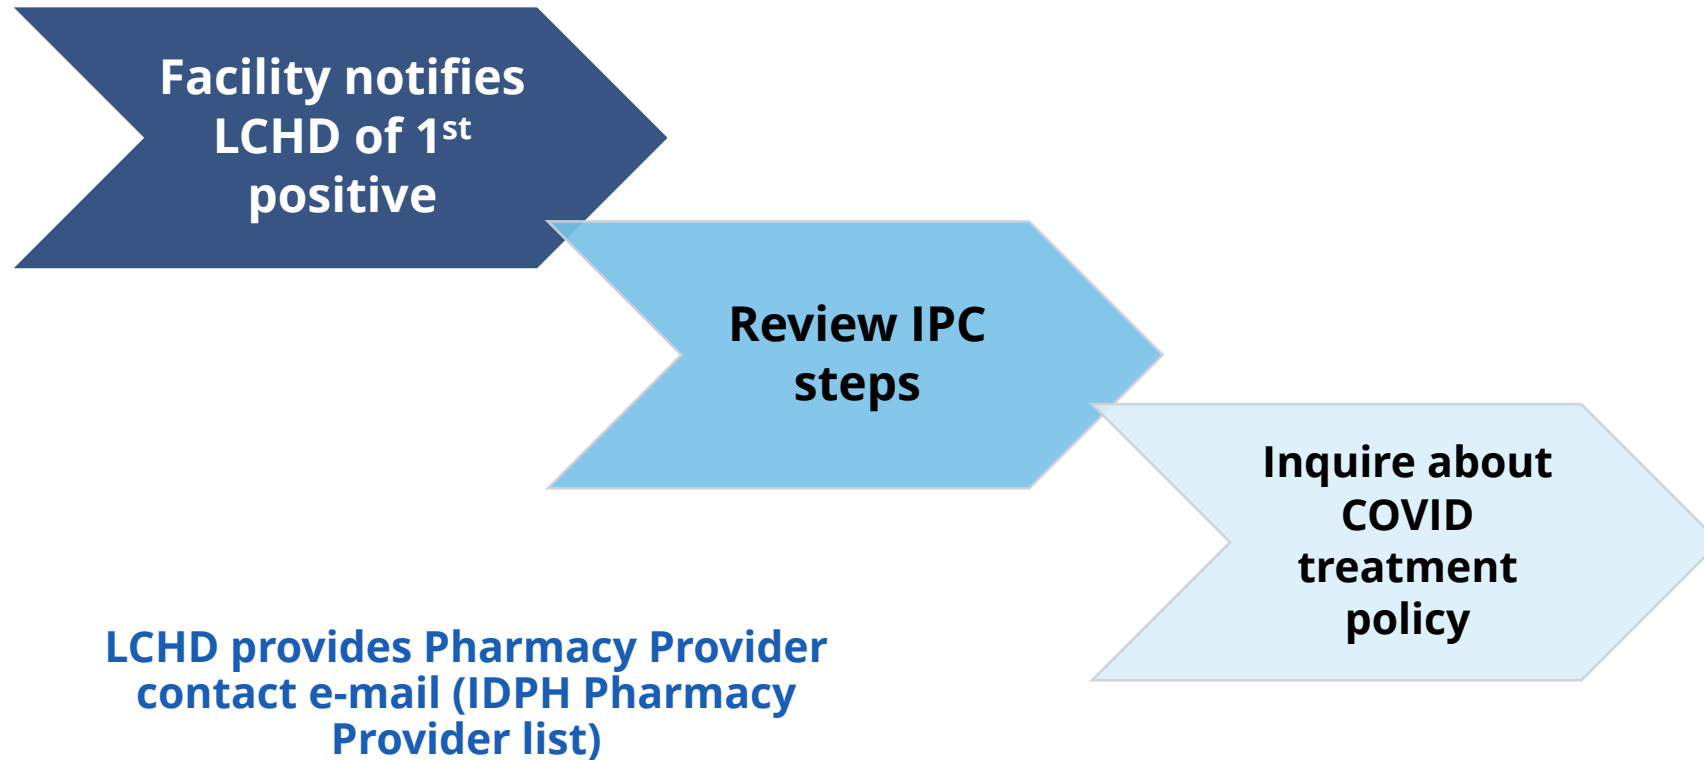 Facility notifies
LCHD of 1st
positive
Review IPC
steps
Inquire about
COVID
treatment
policy
LCHD provides Pharmacy Provider
contact e-mail (IDPH Pharmacy
Provider list)